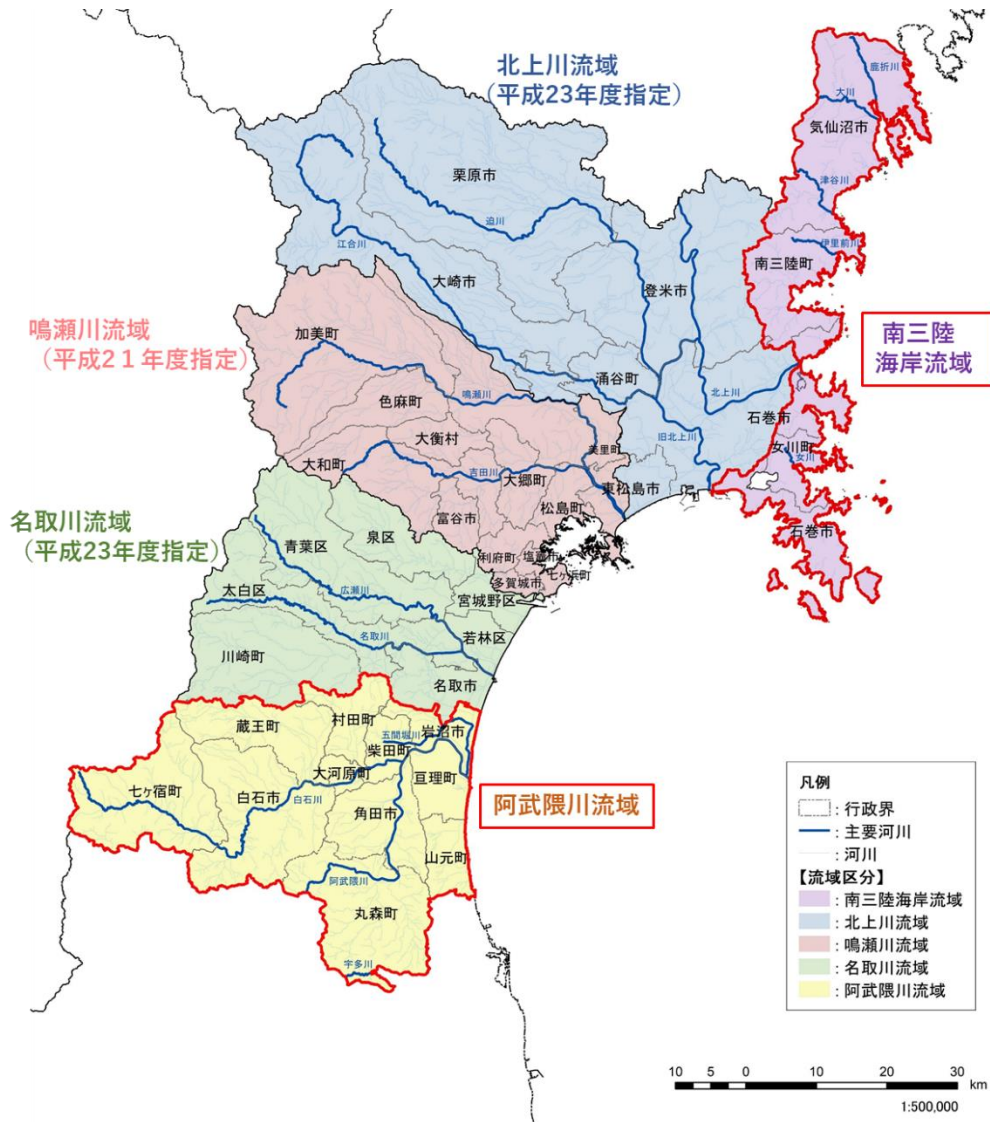 北上川流域
（平成23年度指定）
鹿折川
大川
気仙沼市
栗原市
津谷川
迫川
伊里前川
江合川
南三陸町
大崎市
登米市
鳴瀬川流域
（平成２１年度指定）
加美町
南三陸
海岸流域
涌谷町
北上川
色麻町
鳴瀬川
石巻市
大衡村
旧北上川
女川町
美里町
女川
大和町
吉田川
大郷町
東松島市
名取川流域
（平成23年度指定）
松島町
富谷市
石巻市
泉区
青葉区
利府町
塩竈市
七ヶ浜町
多賀城市
太白区
広瀬川
宮城野区
若林区
名取川
川崎町
名取市
村田町
蔵王町
五間堀川
岩沼市
柴田町
大河原町
亘理町
七ヶ宿町
白石市
白石川
阿武隈川流域
角田市
山元町
阿武隈川
丸森町
宇多川
凡例
：行政界
：主要河川
：河川
【流域区分】
：南三陸海岸流域
：北上川流域
：鳴瀬川流域
：名取川流域
：阿武隈川流域
10 5 0 10 20 30
km
1:500,000